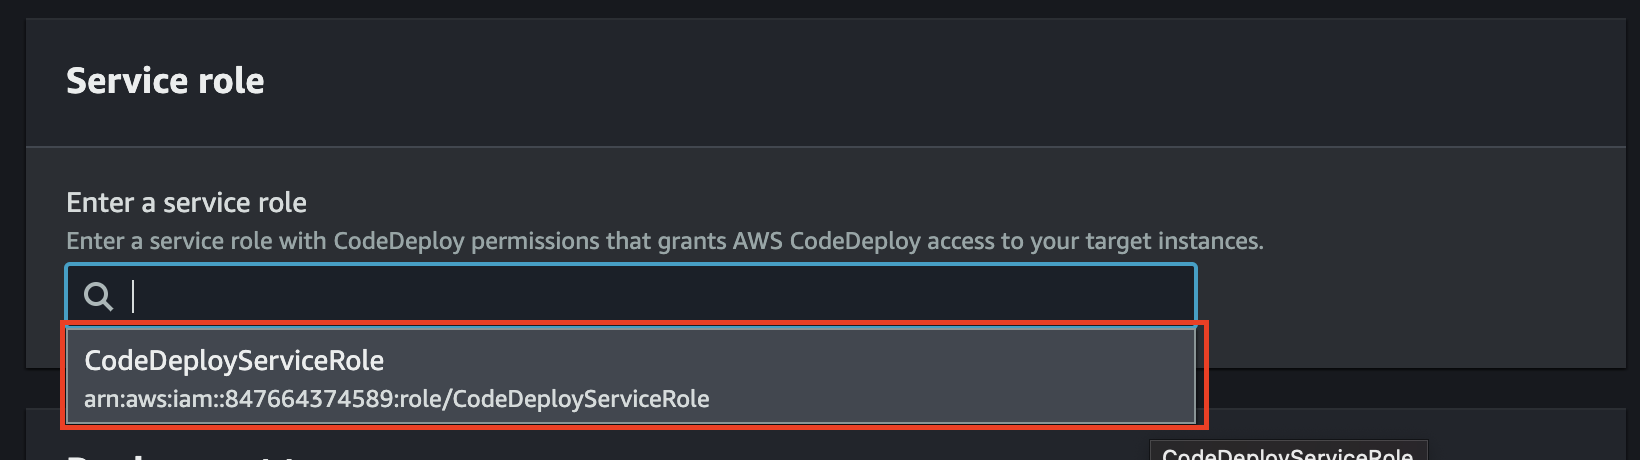 Service role
Enter a service role
Enter a service role with CodeDeploy permissions that grants AWS CodeDeploy access to your target instances.
CodeDeployServiceRole
arn:aws:iam::847664374589:role/CodeDeployServiceRole
CodeDeployServiceRole